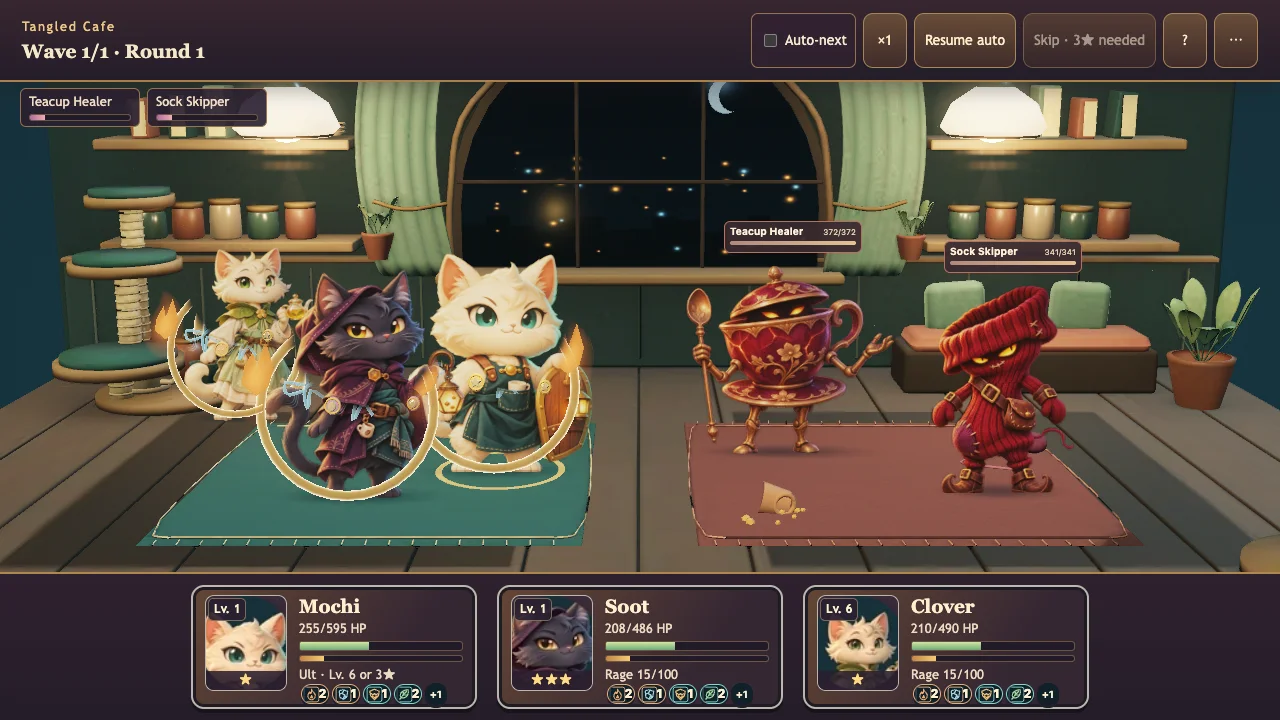 Tangled Cafe
Wave 1/1 · Round 1
Auto-next
×1
Resume auto
Skip · 3★ needed
?
···
Teacup Healer
Sock Skipper
Teacup Healer 372/372
Sock Skipper 341/341
Lv. 1
Mochi
255/595 HP
Ult · Lv. 6 or 3★
2 1 1 2 +1
Lv. 1
Soot
208/486 HP
Rage 15/100
2 1 1 2 +1
Lv. 6
Clover
210/490 HP
Rage 15/100
2 1 1 2 +1